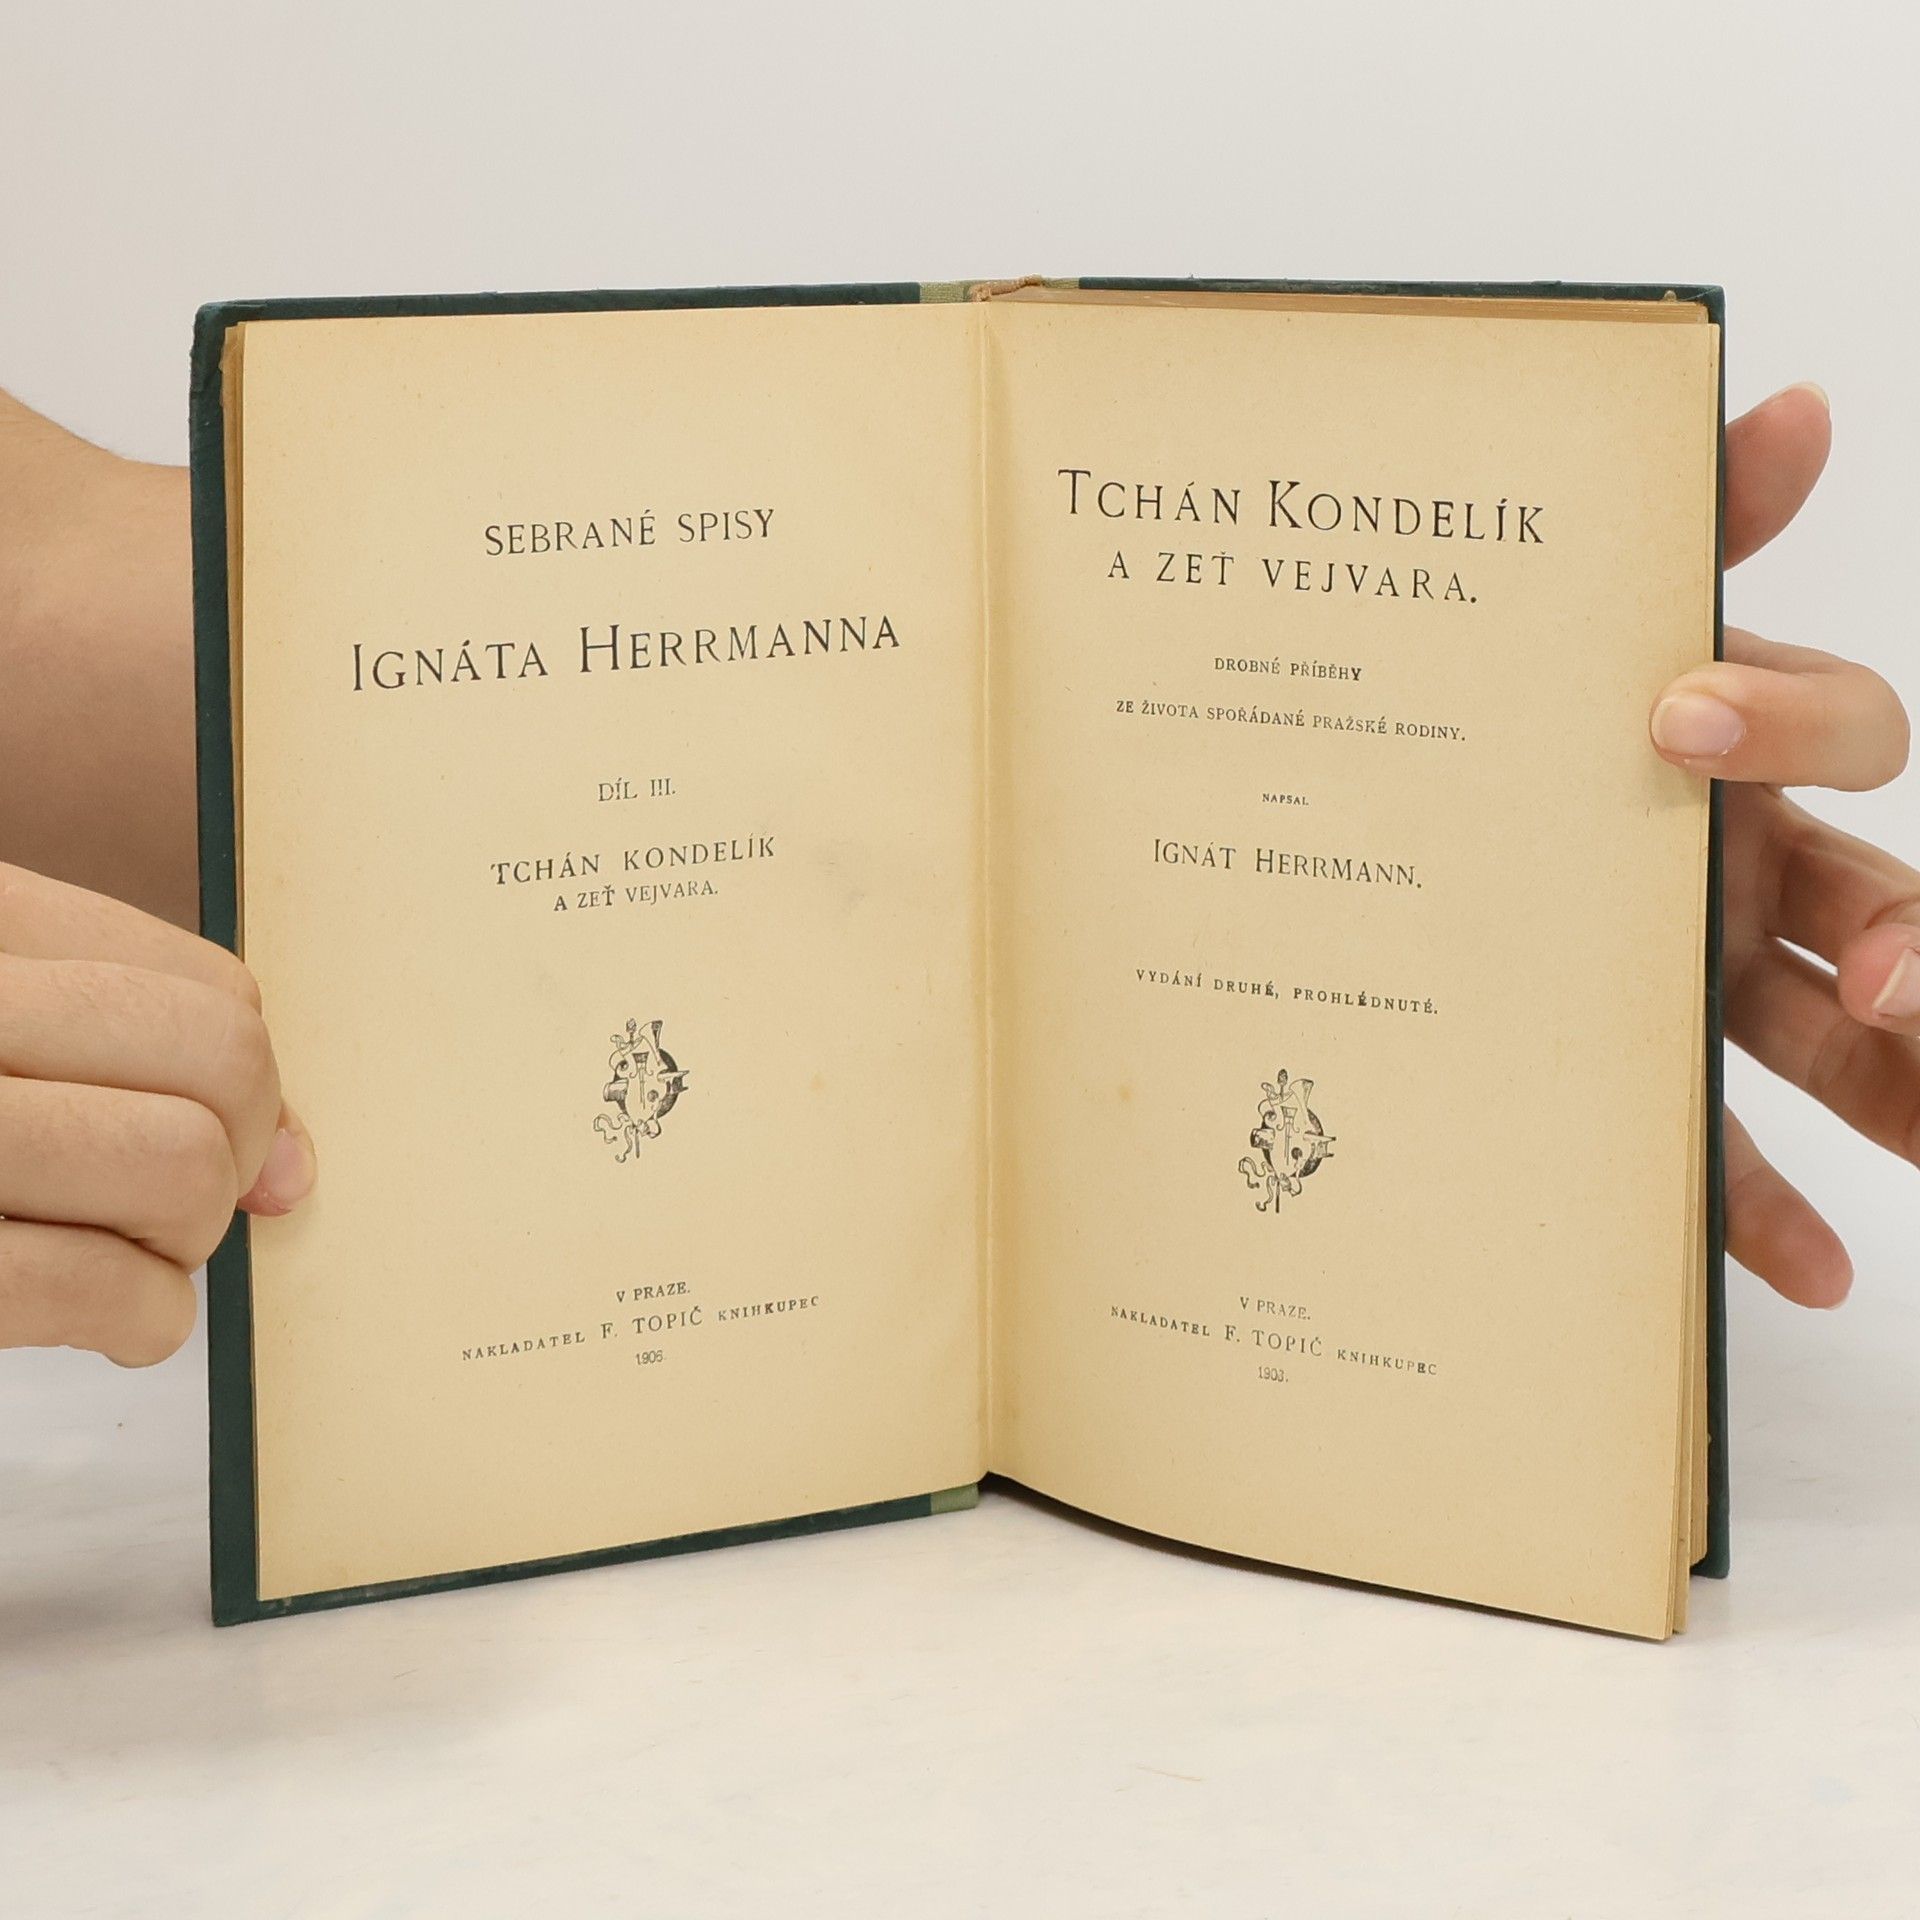 SEBRANÉ SPISY
IGNÁTA HERRMANNA
DÍL III.
TCHÁN KONDELÍK
A ZEŤ VEJVARA.
V PRAZE.
NAKLADATEL F. TOPIČ KNIHKUPEC
1906.
TCHÁN KONDELÍK
A ZEŤ VEJVARA.
DROBNÉ PŘÍBĚHY
ZE ŽIVOTA SPOŘÁDANÉ PRAŽSKÉ RODINY.
NAPSAL
IGNÁT HERRMANN.
VYDÁNÍ DRUHÉ, PROHLÉDNUTÉ.
V PRAZE.
NAKLADATEL F. TOPIČ KNIHKUPEC